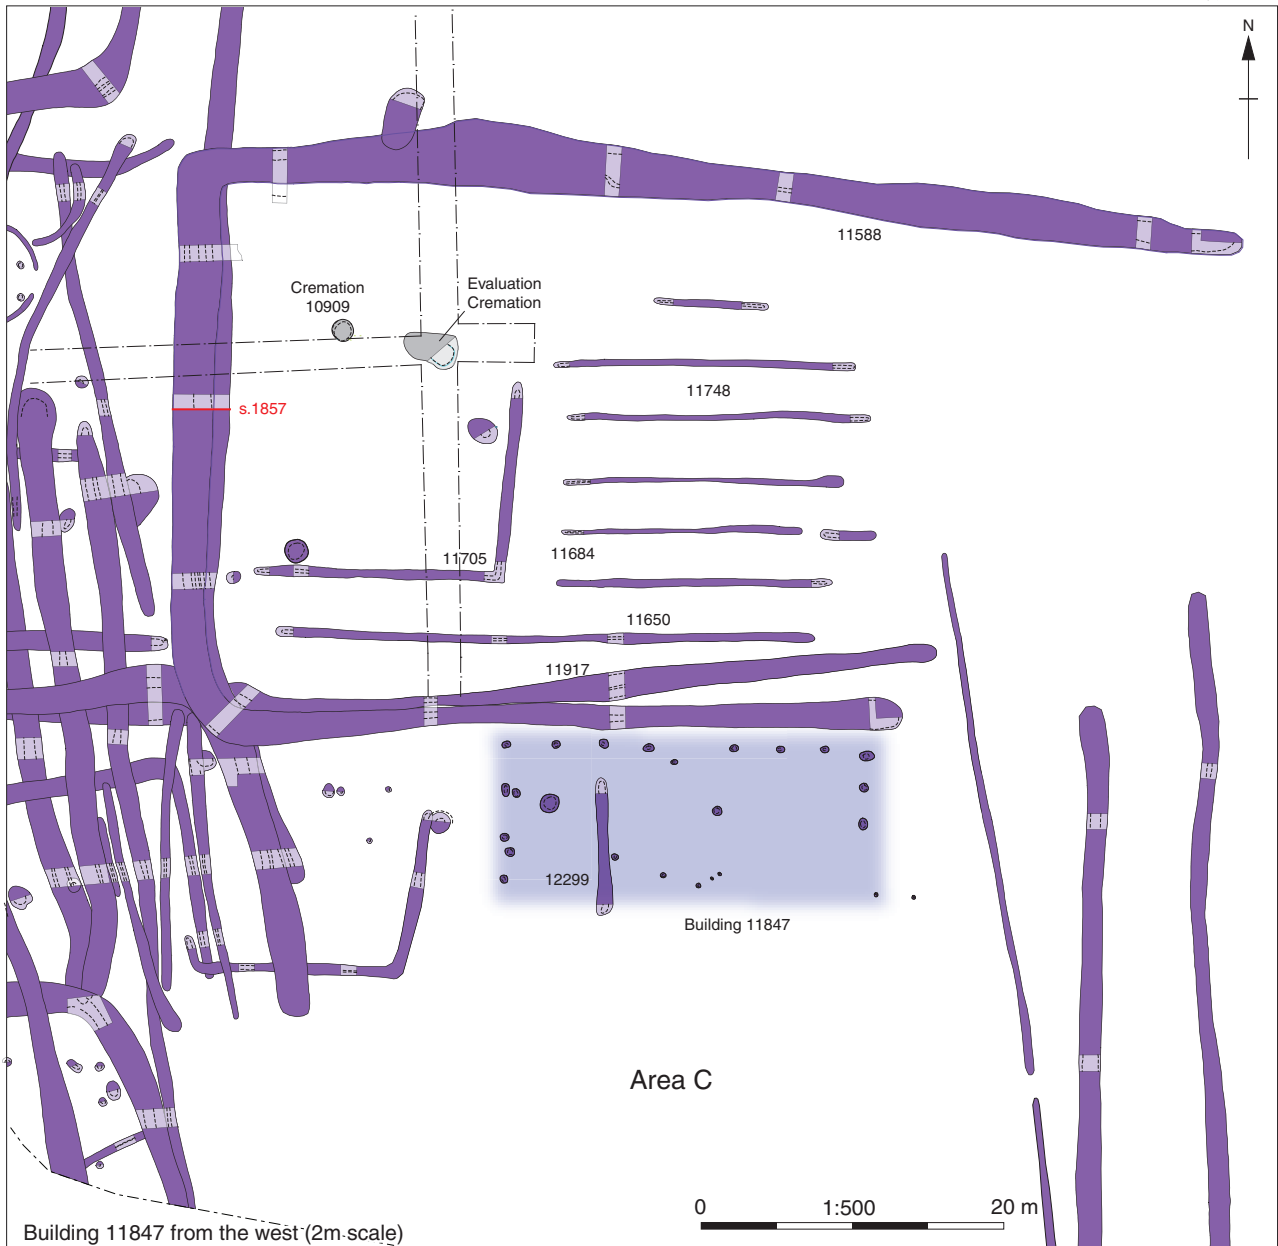 N
11588
Cremation
10909
Evaluation
Cremation
11748
s.1857
11705
11684
11650
11917
12299
Building 11847
Area C
0 1:500 20 m
Building 11847 from the west (2m scale)